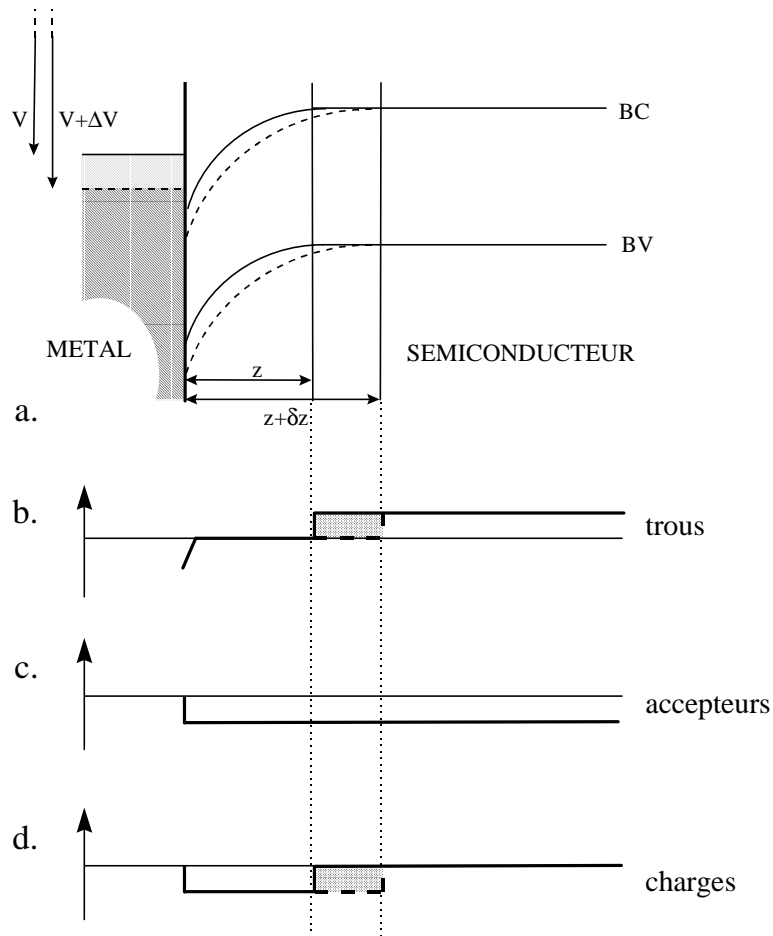 V
V+ΔV
BC
BV
METAL
SEMICONDUCTEUR
z
z+δz
a.
b.
trous
c.
accepteurs
d.
charges